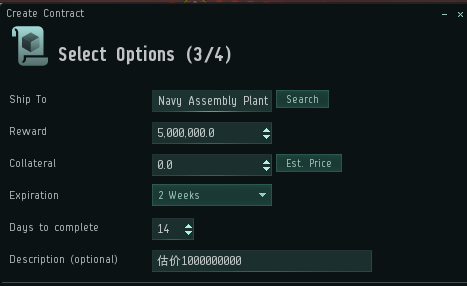 Create Contract
Select Options (3/4)
Ship To Navy Assembly Plant Search
Reward 5,000,000.0
Collateral 0.0 Est. Price
Expiration 2 Weeks
Days to complete 14
Description (optional) 估价1000000000